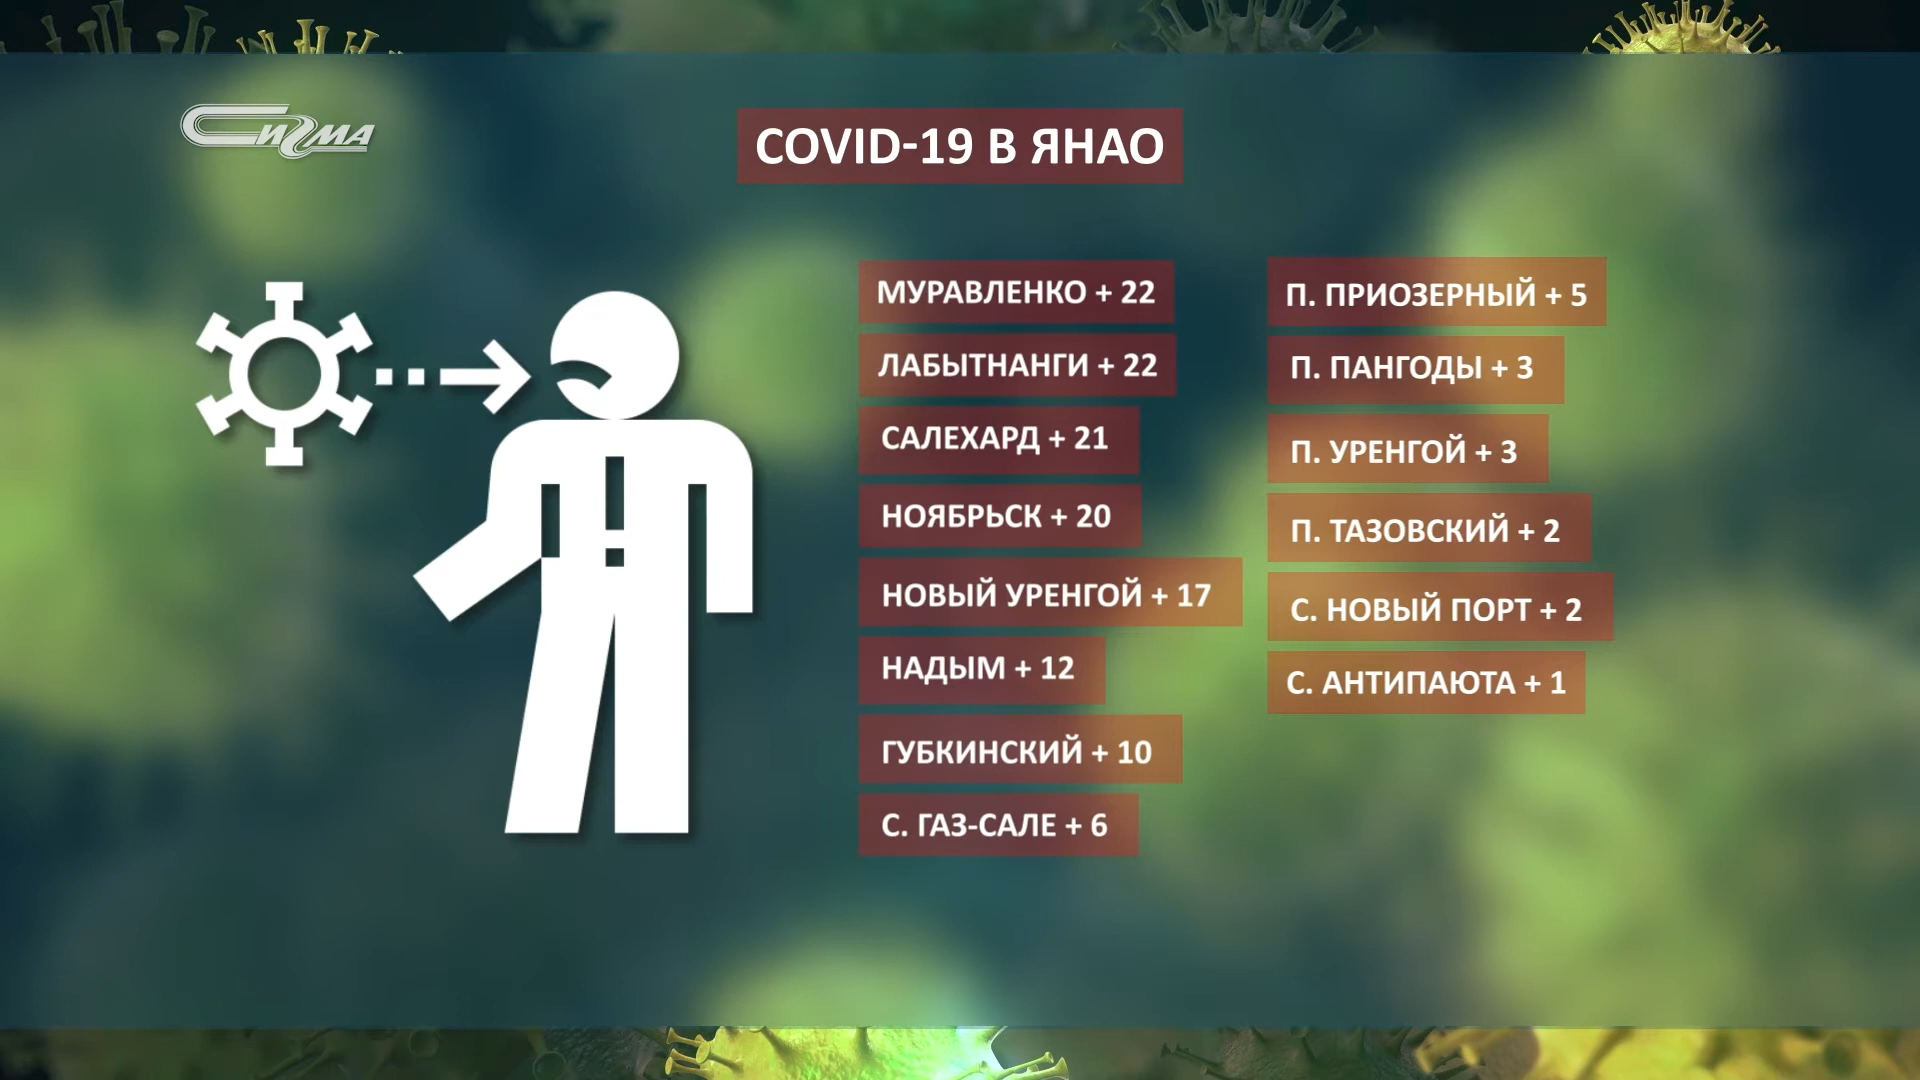 СИГМА
COVID-19 В ЯНАО
МУРАВЛЕНКО + 22
ЛАБЫТНАНГИ + 22
САЛЕХАРД + 21
НОЯБРЬСК + 20
НОВЫЙ УРЕНГОЙ + 17
НАДЫМ + 12
ГУБКИНСКИЙ + 10
С. ГАЗ-САЛЕ + 6
П. ПРИОЗЕРНЫЙ + 5
П. ПАНГОДЫ + 3
П. УРЕНГОЙ + 3
П. ТАЗОВСКИЙ + 2
С. НОВЫЙ ПОРТ + 2
С. АНТИПАЮТА + 1